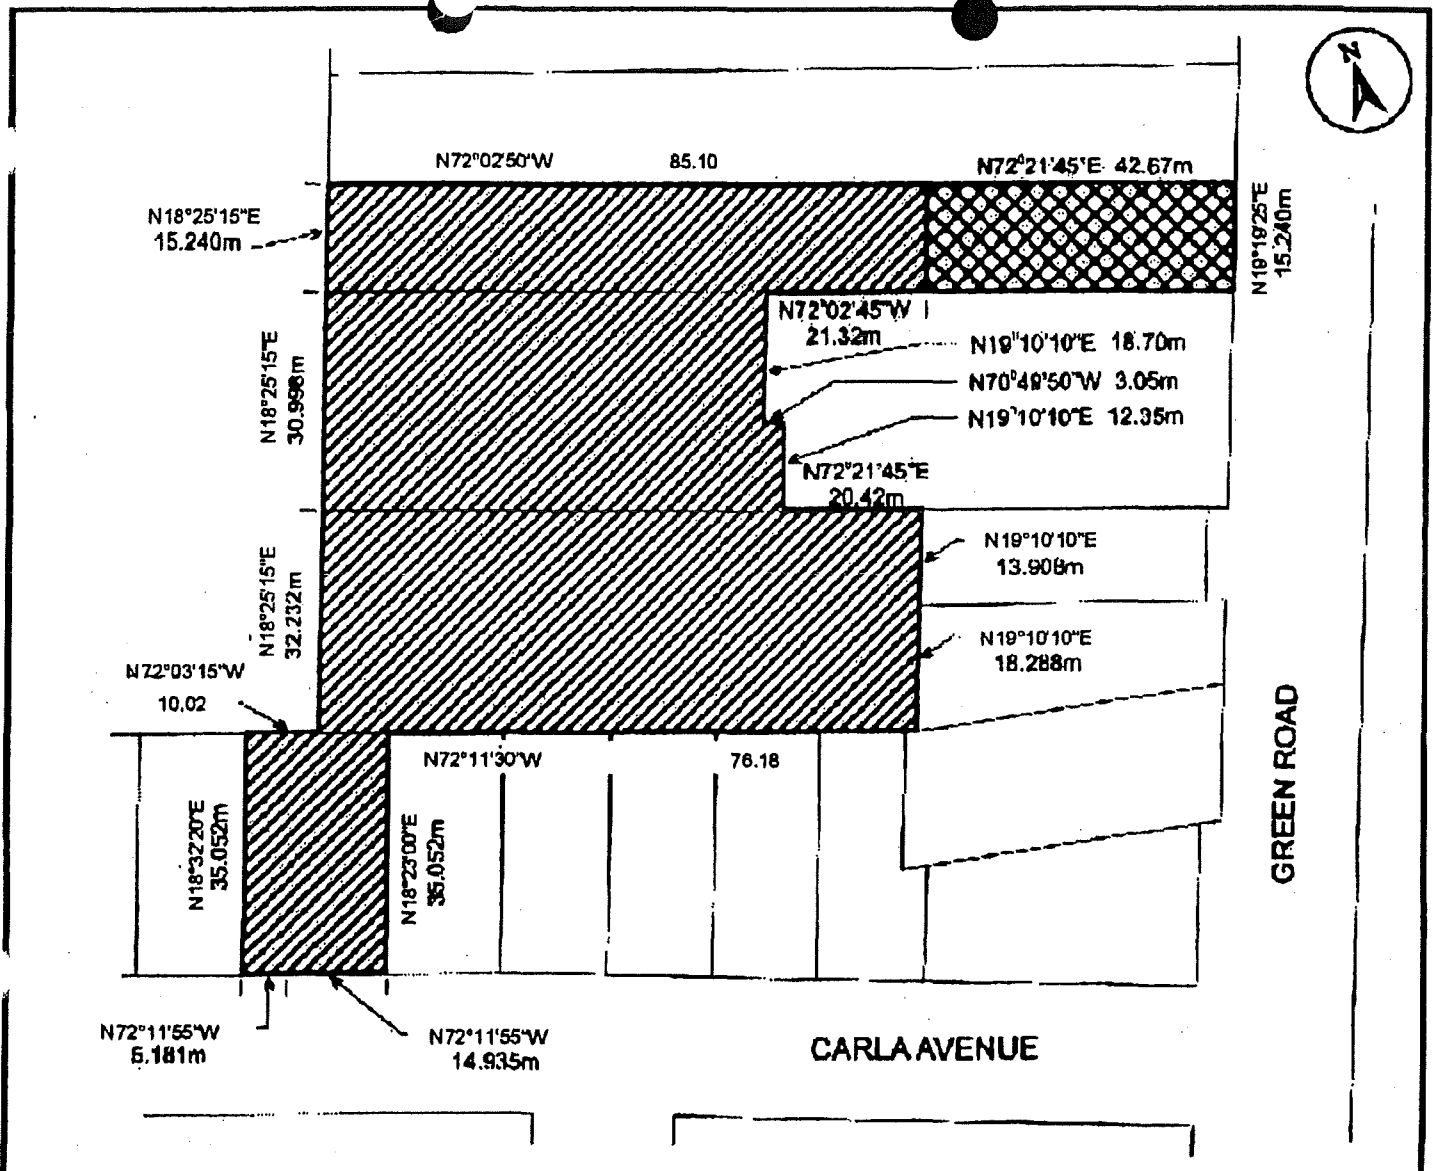 N
N72°02'50"W 85.10 N72°21'45"E 42.67m
N18°25'15"E
15.240m
N19°19'25"E
15.240m
N72°02'45"W
21.32m
N19°10'10"E 18.70m
N70°49'50"W 3.05m
N19°10'10"E 12.35m
N18°25'15"E
30.998m
N72°21'45"E
20.42m
N19°10'10"E
13.908m
N18°25'15"E
32.232m
N19°10'10"E
18.288m
N72°03'15"W
10.02
N72°11'30"W 76.18
GREEN ROAD
N18°32'20"E
35.052m
N18°23'00"E
35.052m
N72°11'55"W
6.181m
N72°11'55"W
14.935m
CARLA AVENUE